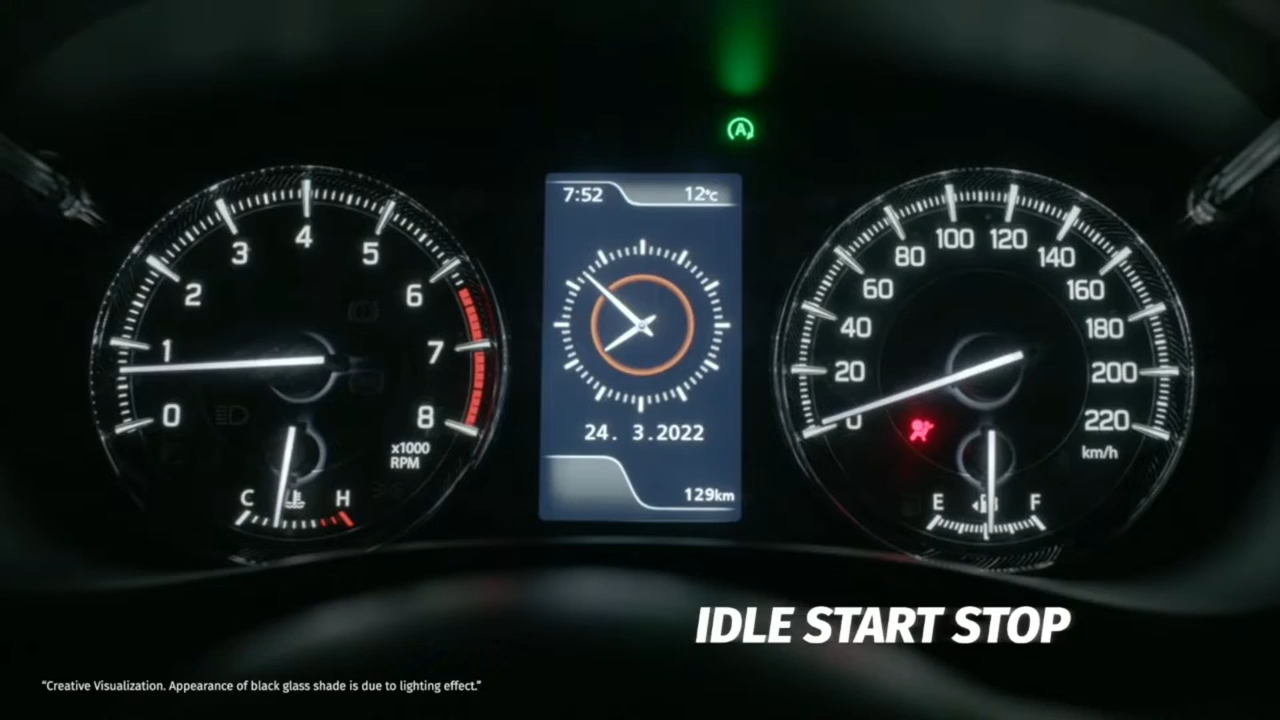 A
7:52 12°C
4
3 5
2 6
1 7
0 8
x1000
RPM
C H
24. 3.2022
129km
100 120
80 140
60 160
40 180
20 200
0 220
km/h
E F
IDLE START STOP
"Creative Visualization. Appearance of black glass shade is due to lighting effect."